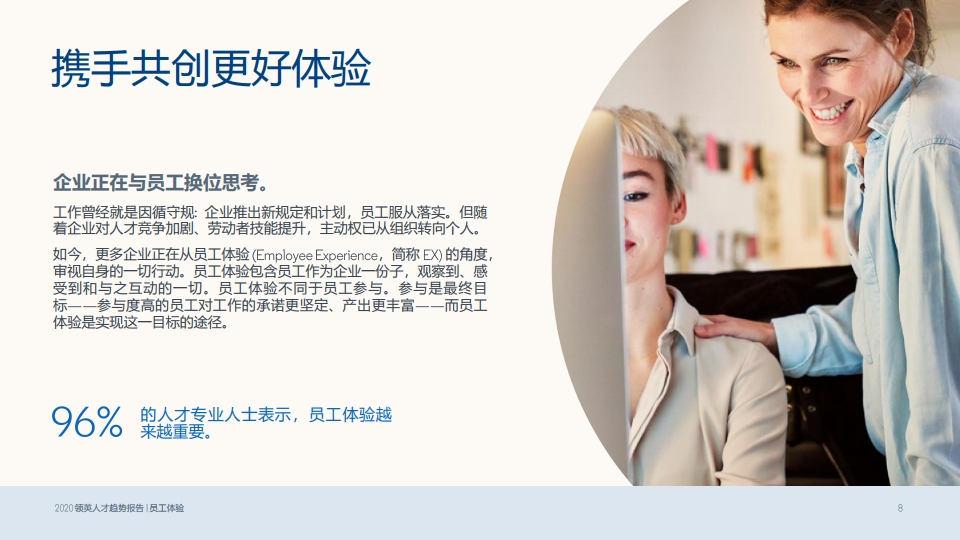 携手共创更好体验
企业正在与员工换位思考。
工作曾经就是因循守规: 企业推出新规定和计划，员工服从落实。但随
着企业对人才竞争加剧、劳动者技能提升，主动权已从组织转向个人。
如今，更多企业正在从员工体验 (Employee Experience，简称 EX) 的角度，
审视自身的一切行动。员工体验包含员工作为企业一份子，观察到、感
受到和与之互动的一切。员工体验不同于员工参与。参与是最终目
标——参与度高的员工对工作的承诺更坚定、产出更丰富——而员工
体验是实现这一目标的途径。
96% 的人才专业人士表示，员工体验越
来越重要。
2020 领英人才趋势报告 | 员工体验
8